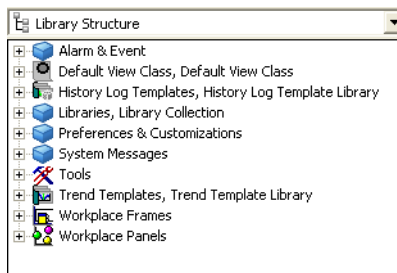 Library Structure
Alarm & Event
Default View Class, Default View Class
History Log Templates, History Log Template Library
Libraries, Library Collection
Preferences & Customizations
System Messages
Tools
Trend Templates, Trend Template Library
Workplace Frames
Workplace Panels